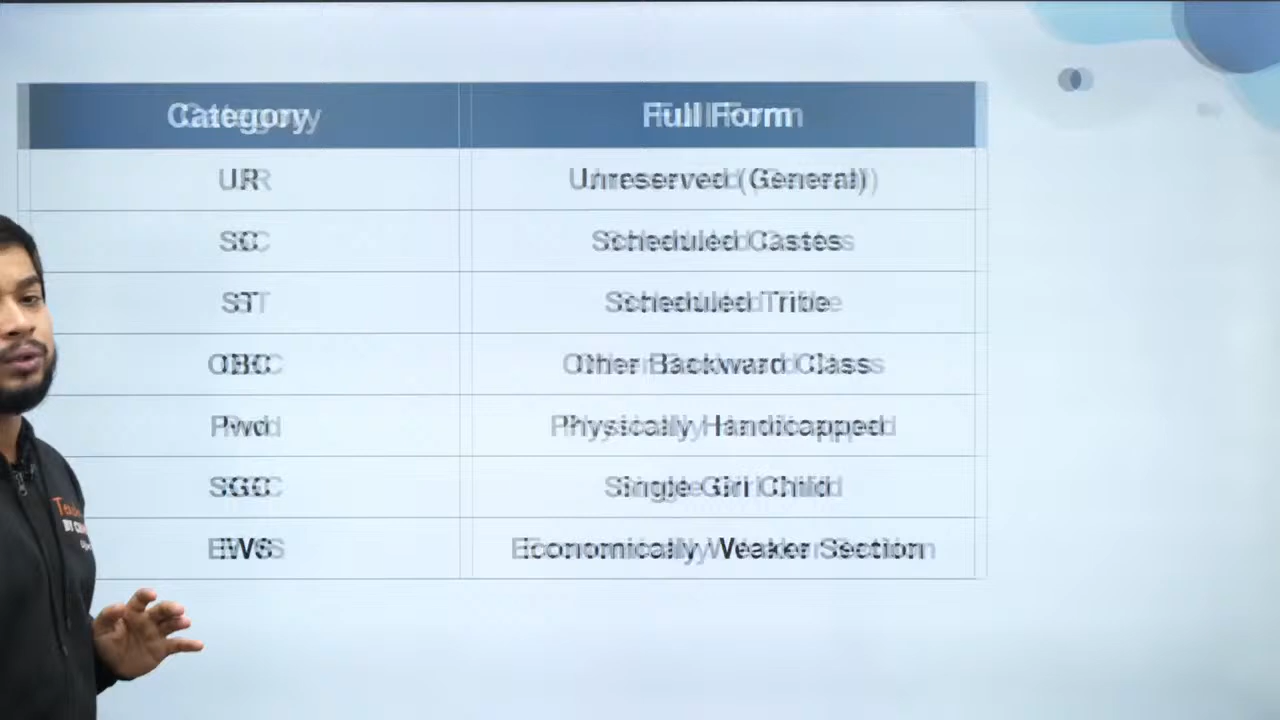 Category Full Form
UR Unreserved (General)
SC Scheduled Castes
ST Scheduled Tribe
OBC Other Backward Class
Pwd Physically Handicapped
SGC Single Girl Child
EWS Economically Weaker Section